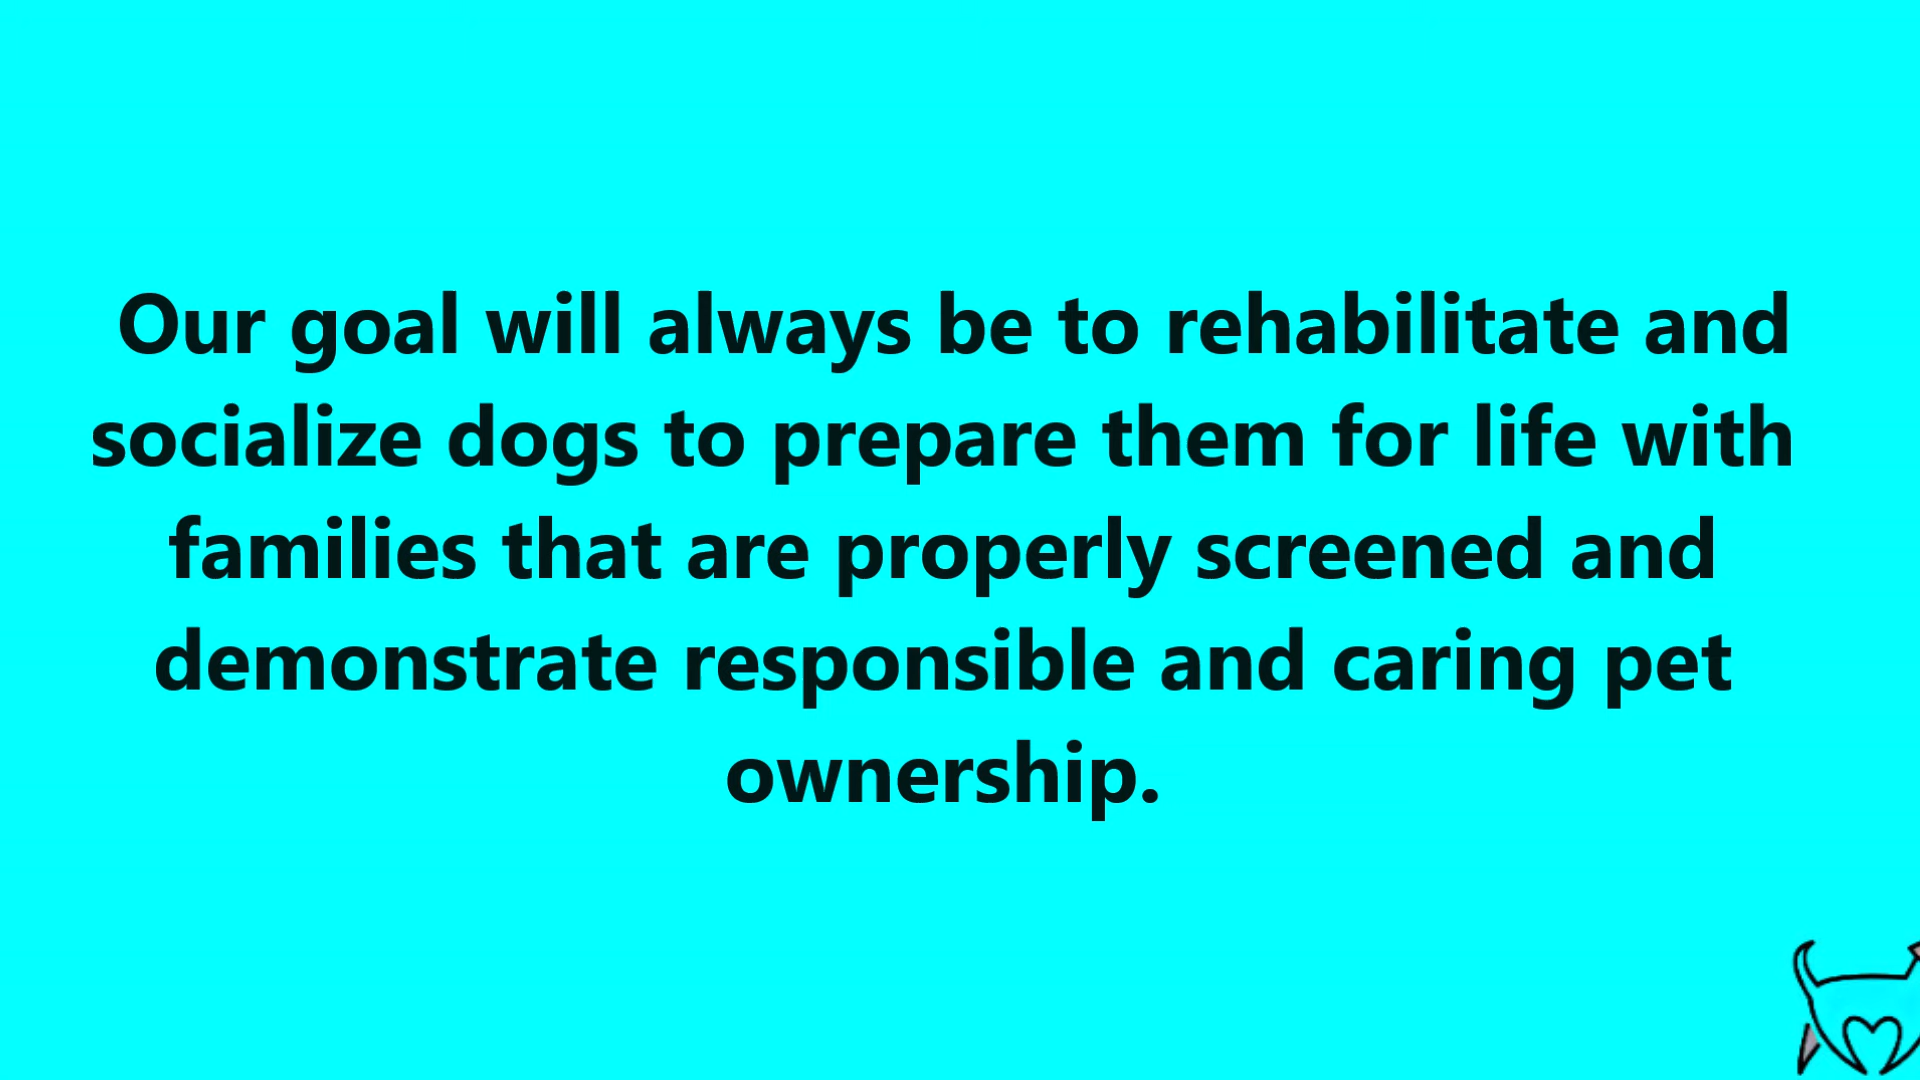 Our goal will always be to rehabilitate and
socialize dogs to prepare them for life with
families that are properly screened and
demonstrate responsible and caring pet
ownership.